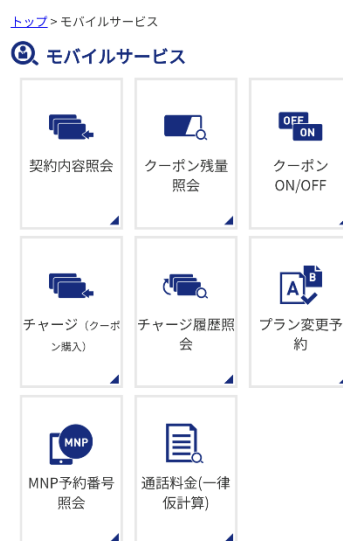 トップ > モバイルサービス
モバイルサービス
契約内容照会
クーポン残量
照会
OFF
ON
クーポン
ON/OFF
チャージ（クーポ
ン購入）
チャージ履歴照
会
A
B
プラン変更予
約
MNP
MNP予約番号
照会
通話料金(一律
仮計算)